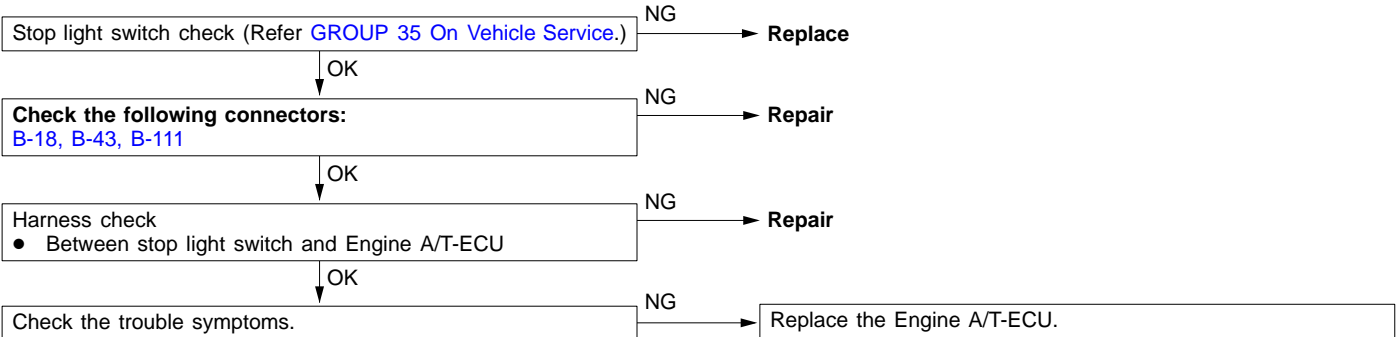 Stop light switch check (Refer GROUP 35 On Vehicle Service.)
NG
Replace
OK
Check the following connectors:
B-18, B-43, B-111
NG
Repair
OK
Harness check
● Between stop light switch and Engine A/T-ECU
NG
Repair
OK
Check the trouble symptoms.
NG
Replace the Engine A/T-ECU.